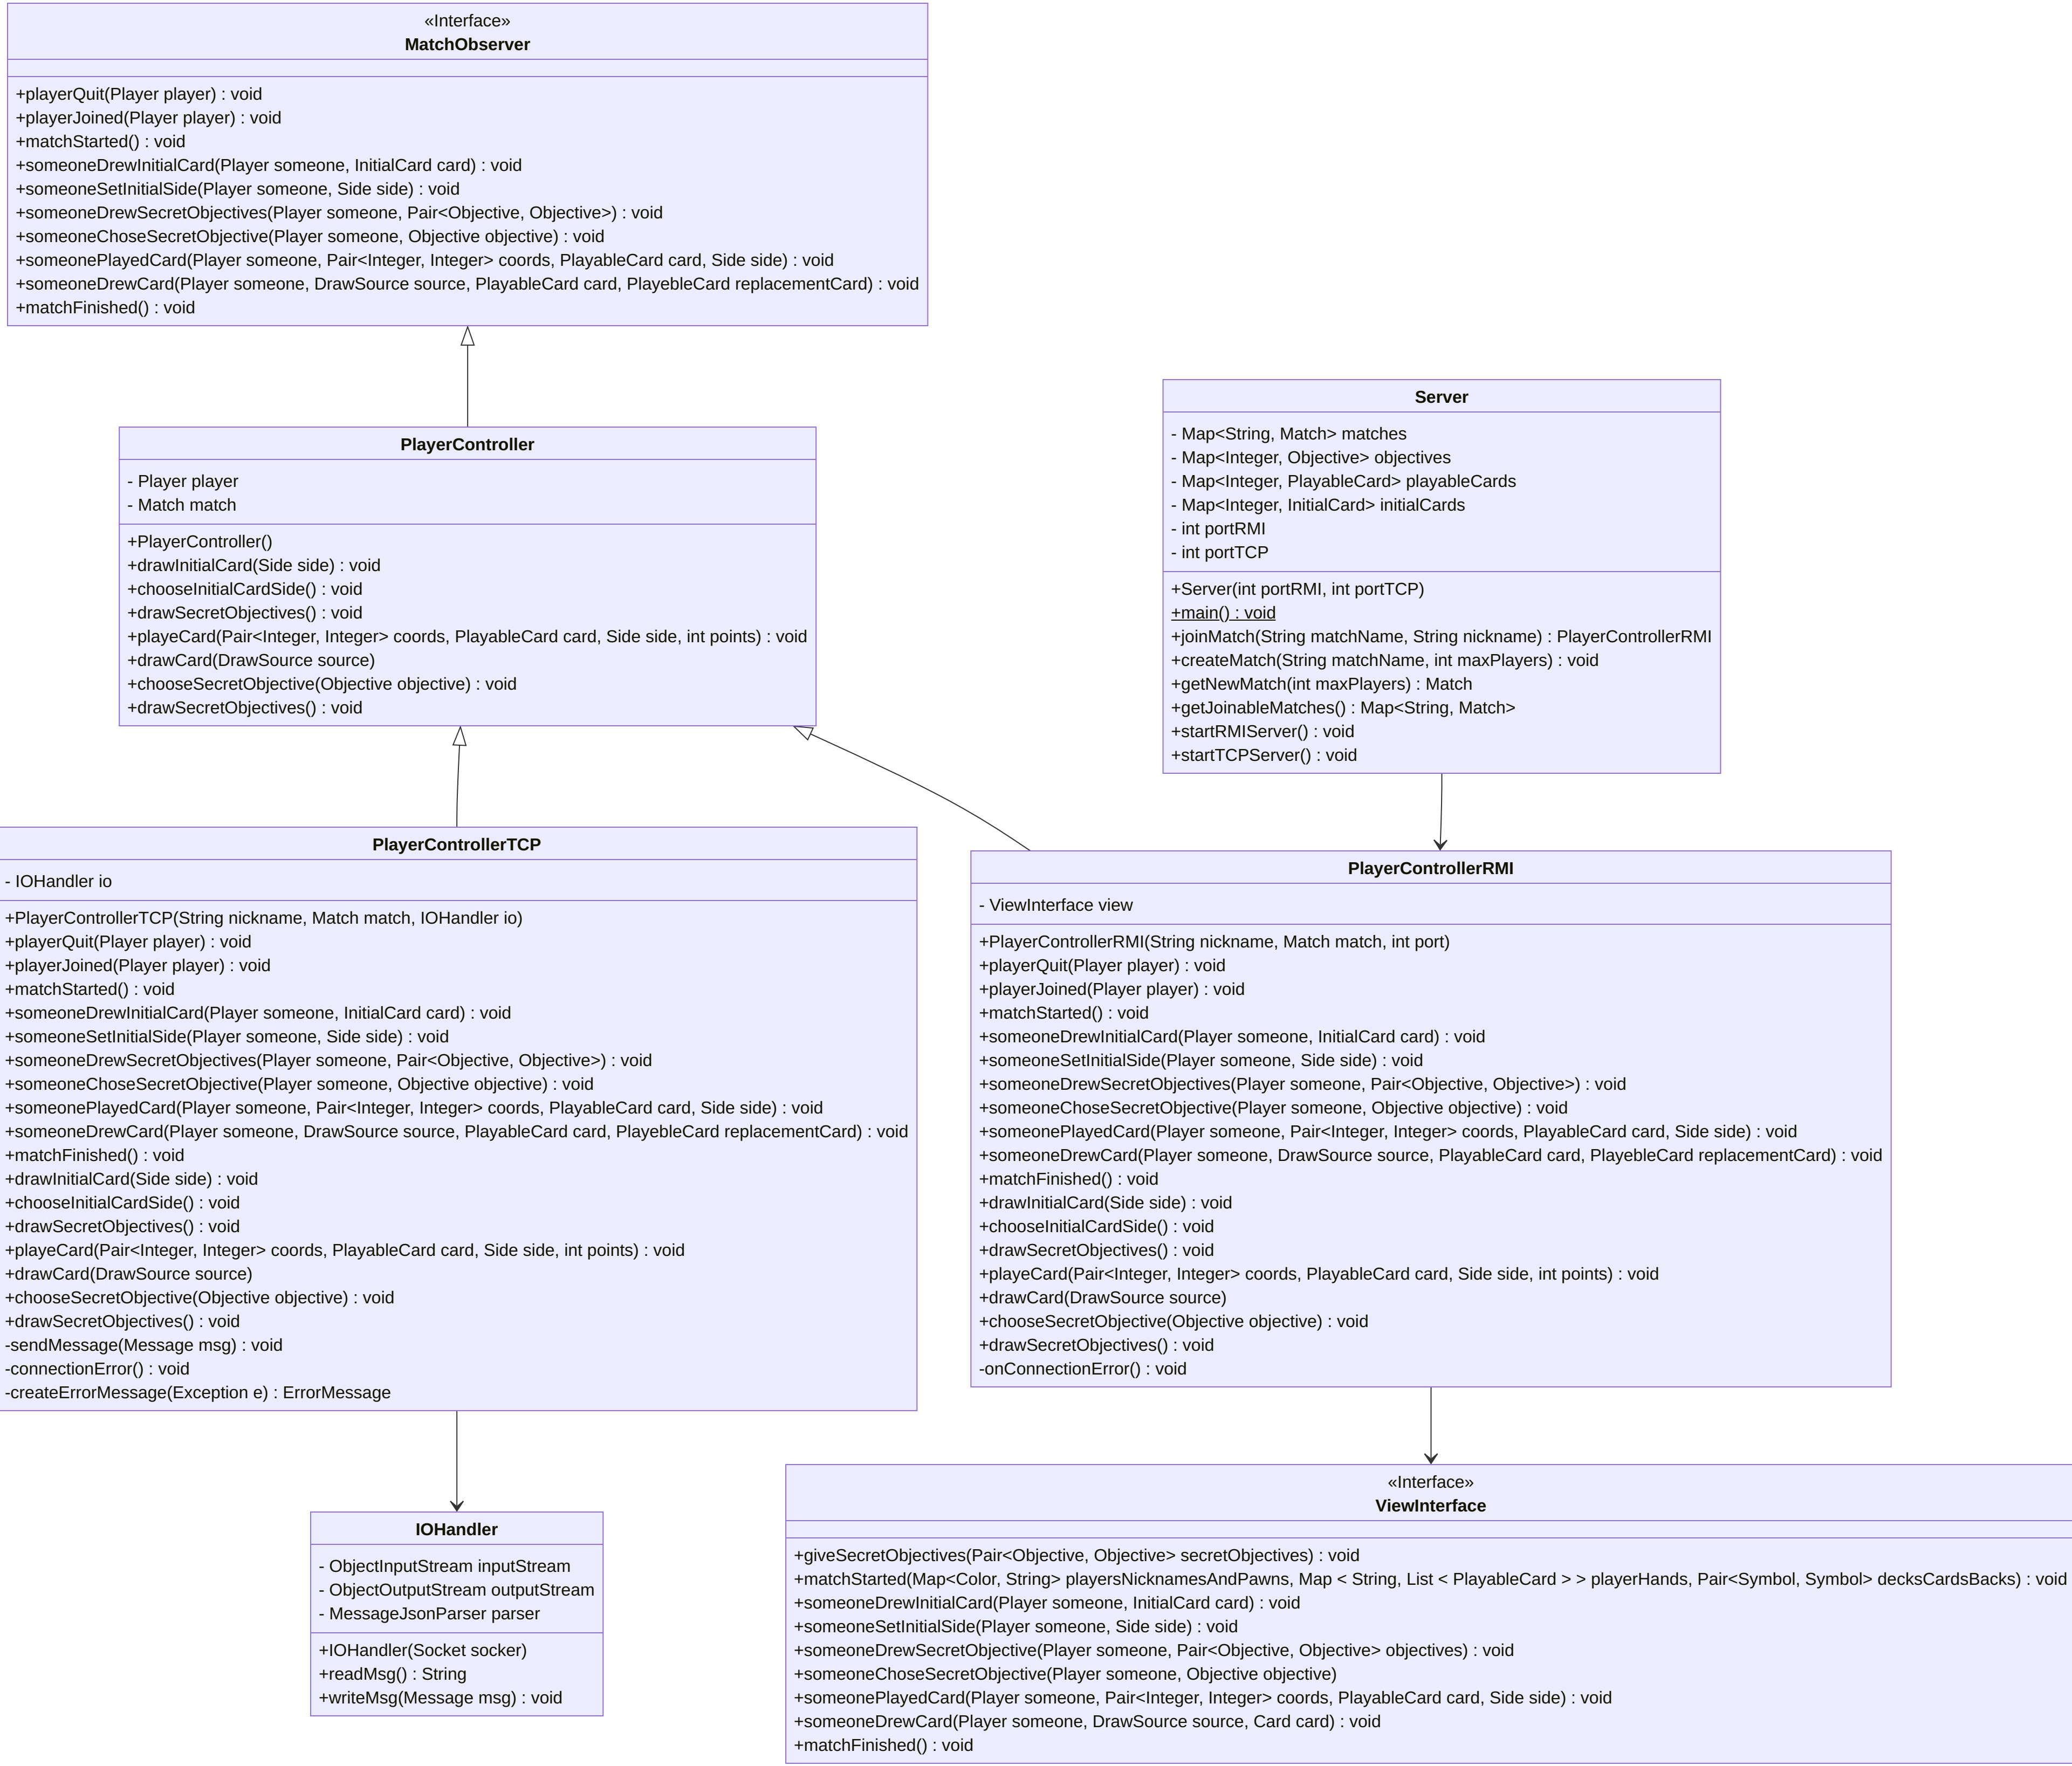 «Interface»
MatchObserver
+playerQuit(Player player) : void
+playerJoined(Player player) : void
+matchStarted() : void
+someoneDrewInitialCard(Player someone, InitialCard card) : void
+someoneSetInitialSide(Player someone, Side side) : void
+someoneDrewSecretObjectives(Player someone, Pair<Objective, Objective>) : void
+someoneChoseSecretObjective(Player someone, Objective objective) : void
+someonePlayedCard(Player someone, Pair<Integer, Integer> coords, PlayableCard card, Side side) : void
+someoneDrewCard(Player someone, DrawSource source, PlayableCard card, PlayebleCard replacementCard) : void
+matchFinished() : void
PlayerController
- Player player
- Match match
+PlayerController()
+drawInitialCard(Side side) : void
+chooseInitialCardSide() : void
+drawSecretObjectives() : void
+playeCard(Pair<Integer, Integer> coords, PlayableCard card, Side side, int points) : void
+drawCard(DrawSource source)
+chooseSecretObjective(Objective objective) : void
+drawSecretObjectives() : void
Server
- Map<String, Match> matches
- Map<Integer, Objective> objectives
- Map<Integer, PlayableCard> playableCards
- Map<Integer, InitialCard> initialCards
- int portRMI
- int portTCP
+Server(int portRMI, int portTCP)
+main() : void
+joinMatch(String matchName, String nickname) : PlayerControllerRMI
+createMatch(String matchName, int maxPlayers) : void
+getNewMatch(int maxPlayers) : Match
+getJoinableMatches() : Map<String, Match>
+startRMIServer() : void
+startTCPServer() : void
PlayerControllerTCP
- IOHandler io
+PlayerControllerTCP(String nickname, Match match, IOHandler io)
+playerQuit(Player player) : void
+playerJoined(Player player) : void
+matchStarted() : void
+someoneDrewInitialCard(Player someone, InitialCard card) : void
+someoneSetInitialSide(Player someone, Side side) : void
+someoneDrewSecretObjectives(Player someone, Pair<Objective, Objective>) : void
+someoneChoseSecretObjective(Player someone, Objective objective) : void
+someonePlayedCard(Player someone, Pair<Integer, Integer> coords, PlayableCard card, Side side) : void
+someoneDrewCard(Player someone, DrawSource source, PlayableCard card, PlayebleCard replacementCard) : void
+matchFinished() : void
+drawInitialCard(Side side) : void
+chooseInitialCardSide() : void
+drawSecretObjectives() : void
+playeCard(Pair<Integer, Integer> coords, PlayableCard card, Side side, int points) : void
+drawCard(DrawSource source)
+chooseSecretObjective(Objective objective) : void
+drawSecretObjectives() : void
-sendMessage(Message msg) : void
-connectionError() : void
-createErrorMessage(Exception e) : ErrorMessage
PlayerControllerRMI
- ViewInterface view
+PlayerControllerRMI(String nickname, Match match, int port)
+playerQuit(Player player) : void
+playerJoined(Player player) : void
+matchStarted() : void
+someoneDrewInitialCard(Player someone, InitialCard card) : void
+someoneSetInitialSide(Player someone, Side side) : void
+someoneDrewSecretObjectives(Player someone, Pair<Objective, Objective>) : void
+someoneChoseSecretObjective(Player someone, Objective objective) : void
+someonePlayedCard(Player someone, Pair<Integer, Integer> coords, PlayableCard card, Side side) : void
+someoneDrewCard(Player someone, DrawSource source, PlayableCard card, PlayebleCard replacementCard) : void
+matchFinished() : void
+drawInitialCard(Side side) : void
+chooseInitialCardSide() : void
+drawSecretObjectives() : void
+playeCard(Pair<Integer, Integer> coords, PlayableCard card, Side side, int points) : void
+drawCard(DrawSource source)
+chooseSecretObjective(Objective objective) : void
+drawSecretObjectives() : void
-onConnectionError() : void
IOHandler
- ObjectInputStream inputStream
- ObjectOutputStream outputStream
- MessageJsonParser parser
+IOHandler(Socket socker)
+readMsg() : String
+writeMsg(Message msg) : void
«Interface»
ViewInterface
+giveSecretObjectives(Pair<Objective, Objective> secretObjectives) : void
+matchStarted(Map<Color, String> playersNicknamesAndPawns, Map < String, List < PlayableCard > > playerHands, Pair<Symbol, Symbol> decksCardsBacks) : void
+someoneDrewInitialCard(Player someone, InitialCard card) : void
+someoneSetInitialSide(Player someone, Side side) : void
+someoneDrewSecretObjective(Player someone, Pair<Objective, Objective> objectives) : void
+someoneChoseSecretObjective(Player someone, Objective objective)
+someonePlayedCard(Player someone, Pair<Integer, Integer> coords, PlayableCard card, Side side) : void
+someoneDrewCard(Player someone, DrawSource source, Card card) : void
+matchFinished() : void